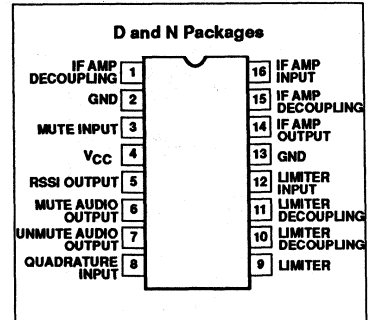 D and N Packages
IF AMP
DECOUPLING 1
GND 2
MUTE INPUT 3
VCC 4
RSSI OUTPUT 5
MUTE AUDIO
OUTPUT 6
UNMUTE AUDIO
OUTPUT 7
QUADRATURE
INPUT 8
16 IF AMP
INPUT
15 IF AMP
DECOUPLING
14 IF AMP
OUTPUT
13 GND
12 LIMITER
INPUT
11 LIMITER
DECOUPLING
10 LIMITER
DECOUPLING
9 LIMITER